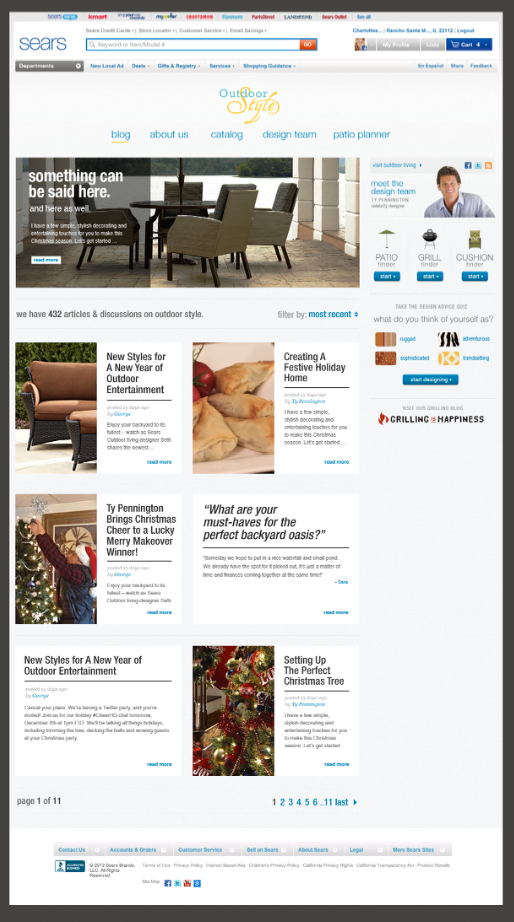 kmart
CRAFTSMAN
Kenmore
PartsDirect
LANDS'END
Sears Outlet
See all
Sears Credit Cards | Store Locator | Customer Service | Email Savings
Rancho Santa M..., IL 22112 | Logout
sears
Keyword or Item/Model #
GO
My Profile
Lists
Cart 4
Departments
New Local Ad
Deals
Gifts & Registry
Services
Shopping Guidance
En Español
Share
Feedback
Outdoor
Style
blog
about us
catalog
design team
patio planner
something can
be said here.
and here as well
I have a few simple, stylish decorating and
entertaining touches for you to make this
Christmas season. Let's get started ...
read more
visit outdoor living
meet the
design team
TY PENNINGTON
celebrity designer
PATIO
finder
start
GRILL
finder
start
CUSHION
finder
start
we have 432 articles & discussions on outdoor style.
filter by: most recent
TAKE THE DESIGN ADVICE QUIZ
what do you think of yourself as?
rugged
adventurous
sophisticated
trendsetting
start designing
VISIT OUR GRILLING BLOG
GRILLING IS HAPPINESS
New Styles for
A New Year of
Outdoor
Entertainment
posted 15 days ago
by George
Enjoy your backyard to its
fullest – watch as Sears
Outdoor living designer Beth
shares the newest ...
read more
Creating A
Festive Holiday
Home
posted 15 days ago
by Ty Pennington
I have a few simple,
stylish decorating and
entertaining touches for you
to make this Christmas
season. Let's get started ...
read more
Ty Pennington
Brings Christmas
Cheer to a Lucky
Merry Makeover
Winner!
posted 15 days ago
by George
Enjoy your backyard to its
fullest – watch as Sears
Outdoor living designer Beth
read more
"What are your
must-haves for the
perfect backyard oasis?"
"Someday we hope to put in a nice waterfall and small pond.
We already have the spot for it picked out, it's just a matter of
time and finances coming together at the same time!"
- Sara
read more
New Styles for A New Year of
Outdoor Entertainment
posted 15 days ago
by George
Cancel your plans. We're having a Twitter party, and you're
invited! Join us for our holiday #CheerHQ chat tomorrow,
December 4th at 1pm EST. We'll be talking all things holidays,
including trimming the tree, decking the halls and wowing guests
at your Christmas party.
read more
Setting Up
The Perfect
Christmas Tree
posted 15 days ago
by Ty Pennington
I have a few simple,
stylish decorating and
entertaining touches for you
to make this Christmas
season. Let's get started ...
read more
page 1 of 11
1 2 3 4 5 6 ..11 last
Contact Us
Accounts & Orders
Customer Service
Sell on Sears
About Sears
Legal
More Sears Sites
© 2013 Sears Brands,
LLC. All Rights
Reserved
Terms of Use Privacy Policy Interest Based Ads Children's Privacy Policy California Privacy Rights California Transparency Act Product Recalls
Site Map